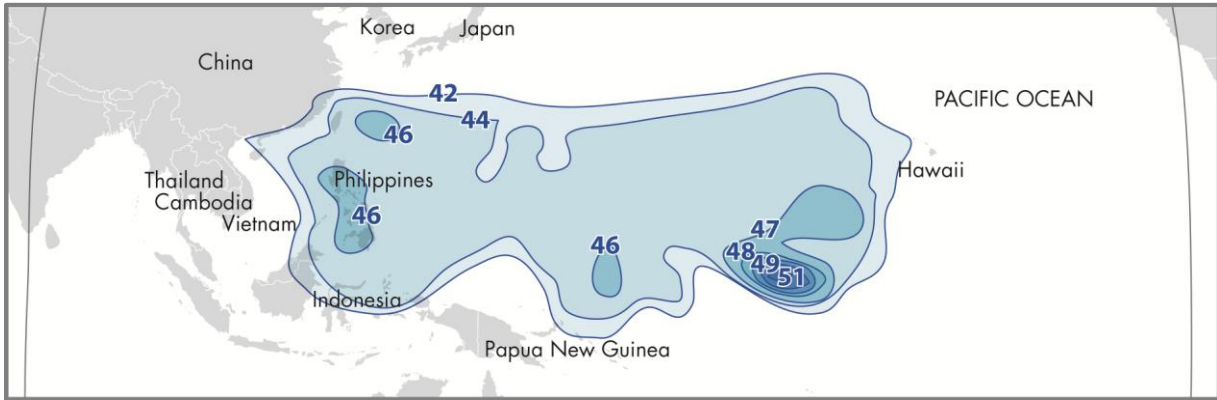 Korea
Japan
China
42
PACIFIC OCEAN
44
46
Hawaii
Thailand
Philippines
Cambodia
46
Vietnam
47
46
48
49
51
Indonesia
Papua New Guinea